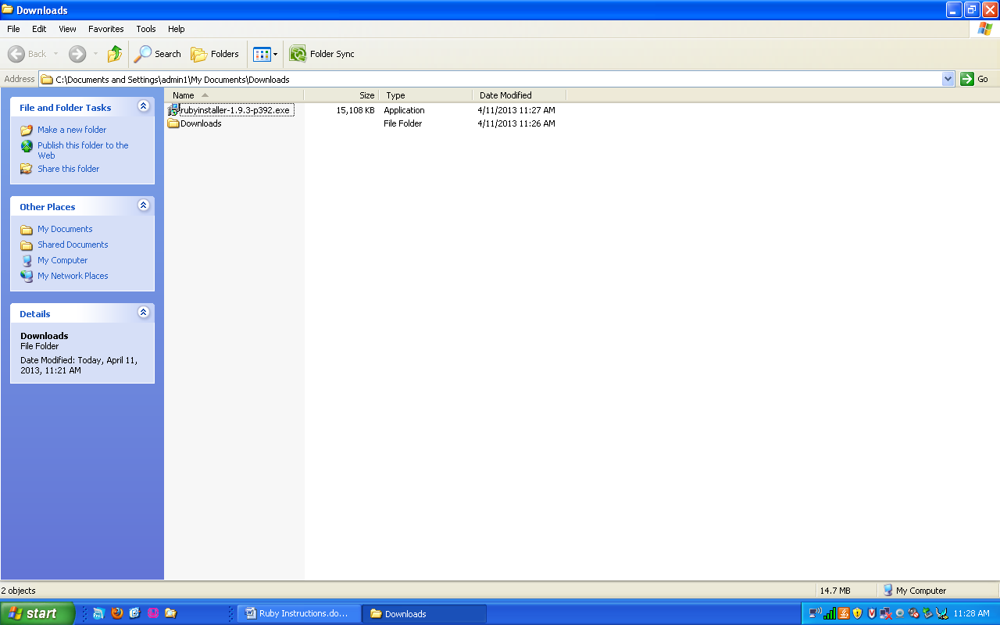 Downloads
File Edit View Favorites Tools Help
Back Search Folders Folder Sync
Address C:\Documents and Settings\admin1\My Documents\Downloads Go
File and Folder Tasks
Make a new folder
Publish this folder to the
Web
Share this folder
Other Places
My Documents
Shared Documents
My Computer
My Network Places
Details
Downloads
File Folder
Date Modified: Today, April 11,
2013, 11:21 AM
Name Size Type Date Modified
rubyinstaller-1.9.3-p392.exe 15,108 KB Application 4/11/2013 11:27 AM
Downloads File Folder 4/11/2013 11:26 AM
2 objects 14.7 MB My Computer
start Ruby Instructions.do... Downloads 11:28 AM